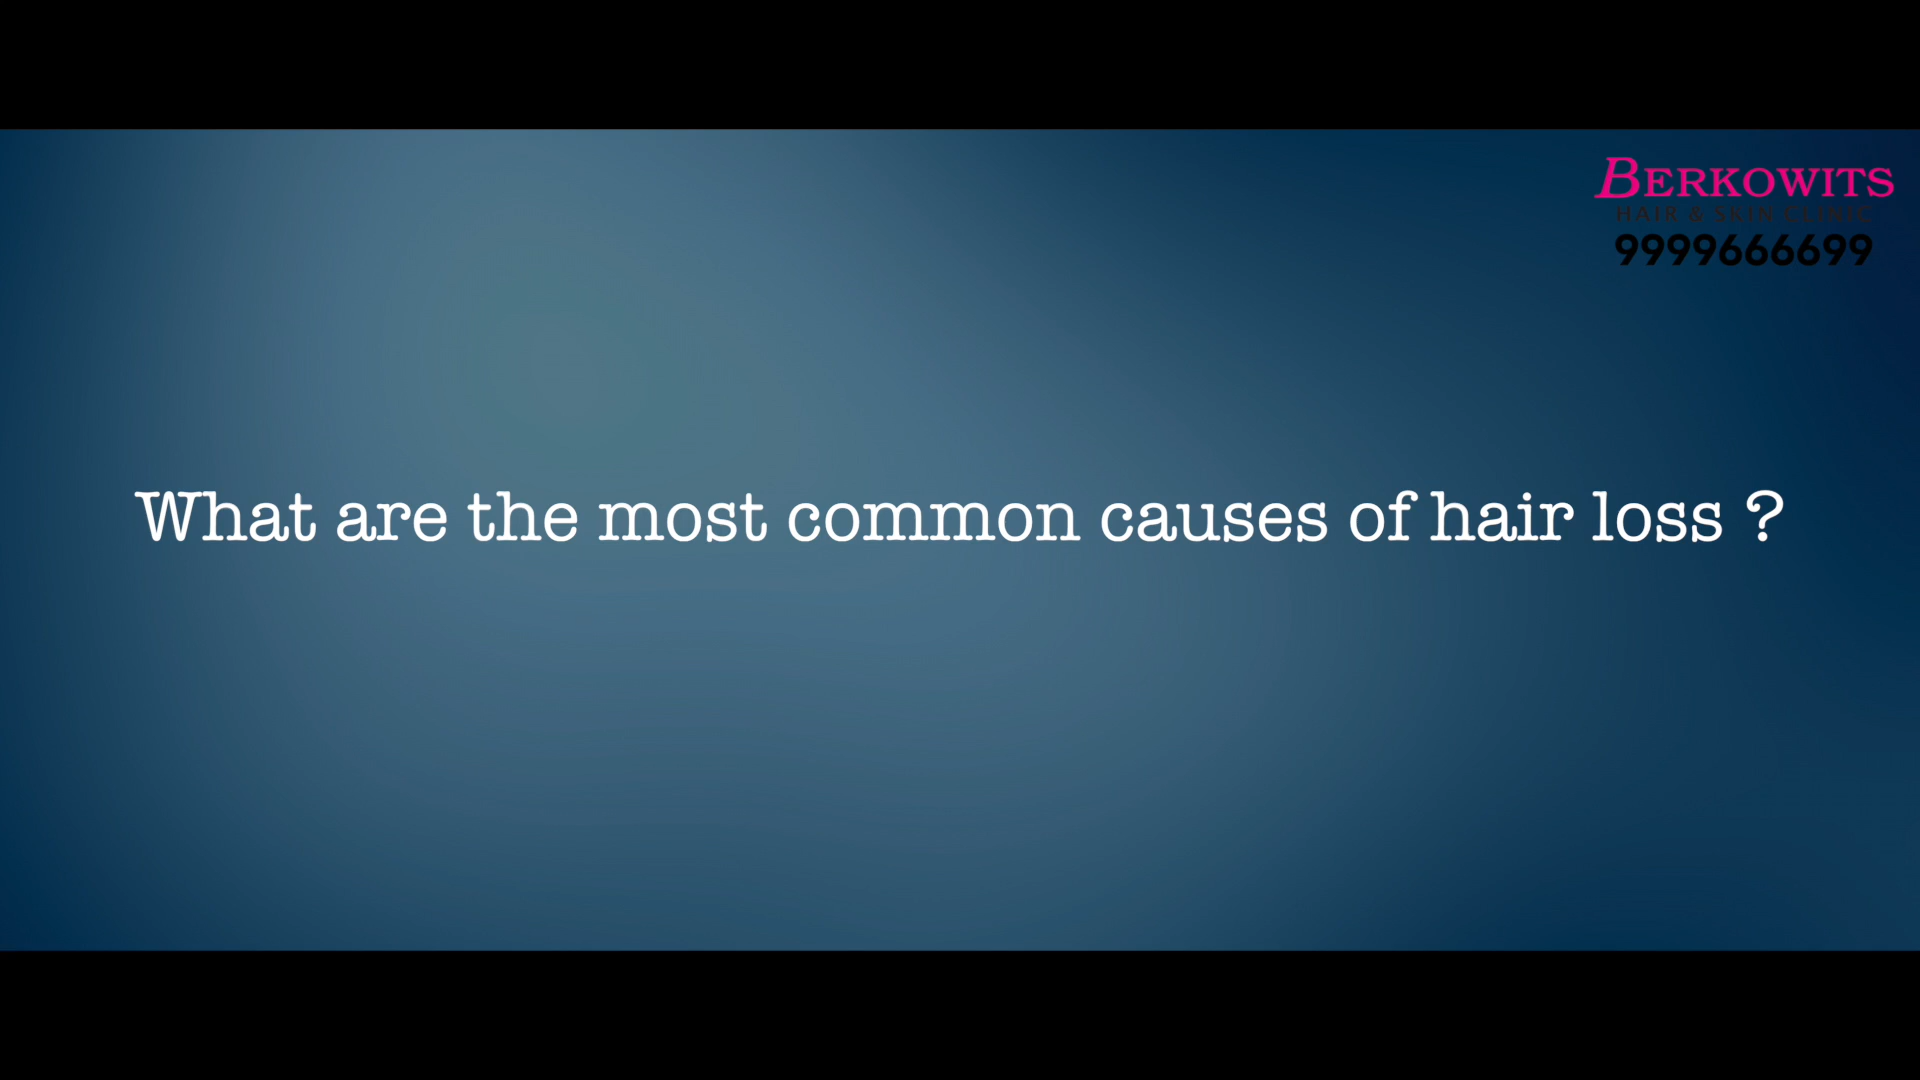 BERKOWITS
HAIR & SKIN CLINIC
9999666699
What are the most common causes of hair loss ?